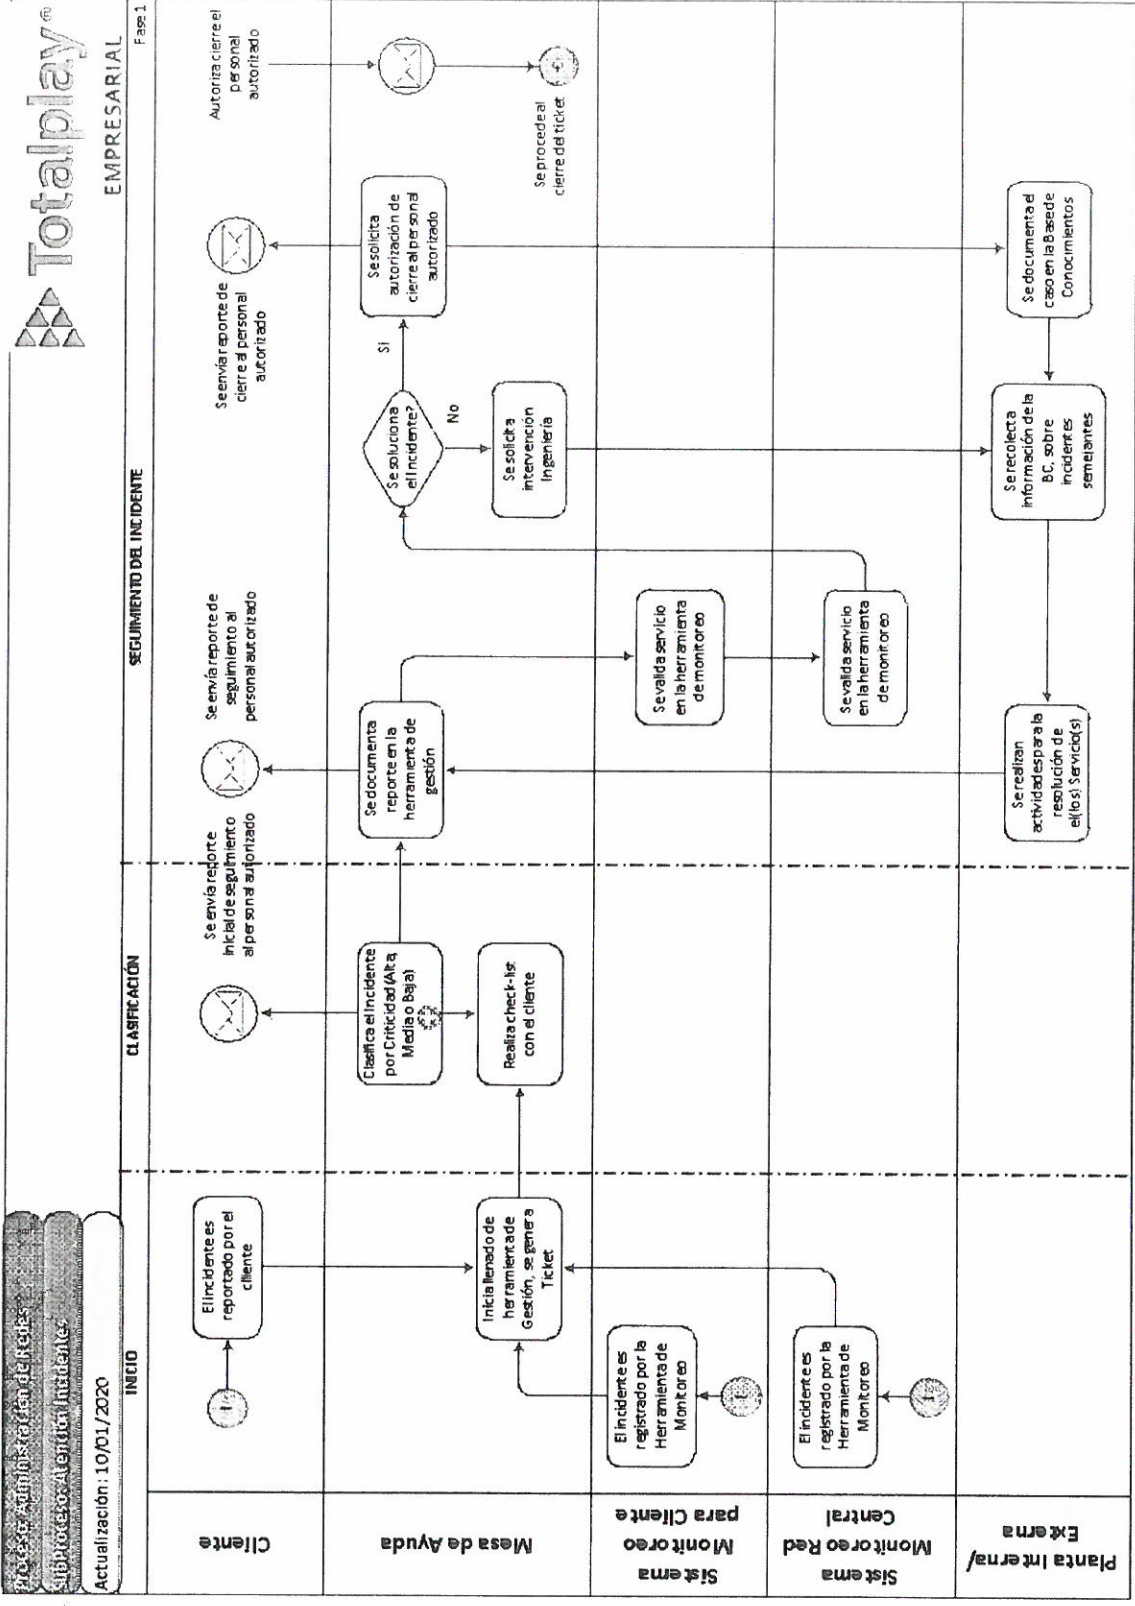 Proceso: Administración de Redes
Subproceso: Atención Incidentes
Actualización: 10/01/2020
Totalplay®
EMPRESARIAL
Fase 1
INICIO
CLASIFICACIÓN
SEGUIMIENTO DEL INCIDENTE
Cliente
El incidente es
reportado por el
cliente
Se envía reporte
inicial de seguimiento
al personal autorizado
Se envía reporte de
seguimiento al
personal autorizado
Se envía reporte de
cierre al personal
autorizado
Autoriza cierre el
personal
autorizado
Mesa de Ayuda
Inicia llenado de
herramienta de
Gestión, se genera
Ticket
Clasifica el Incidente
por Criticidad (Alta,
Media o Baja)
Realiza check-list
con el cliente
Se documenta
reporte en la
herramienta de
gestión
Se soluciona
el Incidente?
Si
No
Se solicita
intervención
Ingeniería
Se solicita
autorización de
cierre al personal
autorizado
Se procede al
cierre del ticket
Sistema
Monitoreo
para Cliente
El incidente es
registrado por la
Herramienta de
Monitoreo
Se valida servicio
en la herramienta
de monitoreo
Sistema
Monitoreo Red
Central
El incidente es
registrado por la
Herramienta de
Monitoreo
Se valida servicio
en la herramienta
de monitoreo
Planta Interna/
Externa
Se realizan
actividades para la
resolución de
el(los) Servicio(s)
Se recolecta
información de la
BC, sobre
incidentes
semejantes
Se documenta el
caso en la Base de
Conocimientos